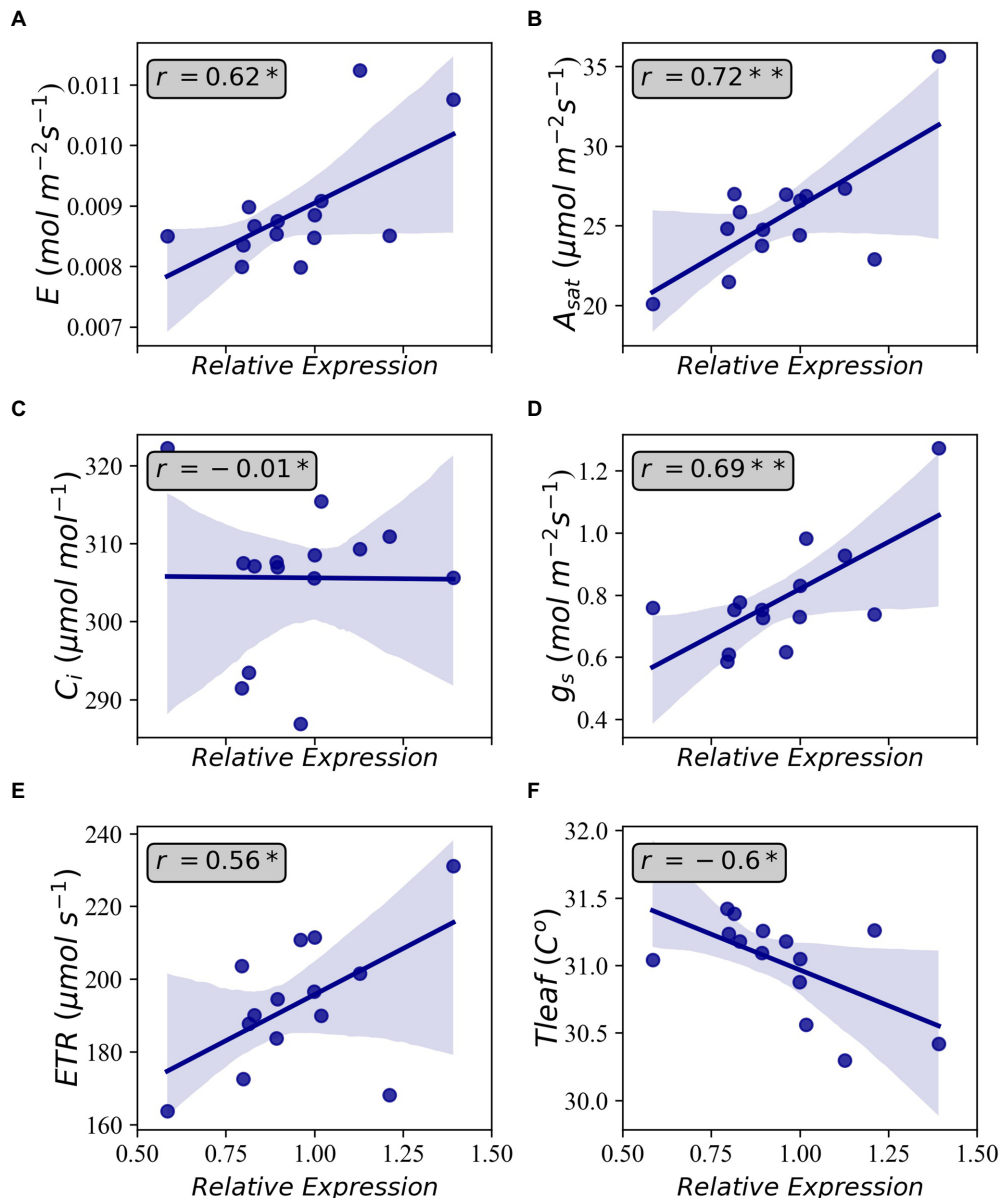 A
B
r = 0.62 *
r = 0.72 * *
E (mol m⁻²s⁻¹)
0.011
0.010
0.009
0.008
0.007
A_sat (μmol m⁻²s⁻¹)
35
30
25
20
Relative Expression
Relative Expression
C
D
r = −0.01 *
r = 0.69 * *
C_i (μmol mol⁻¹)
320
310
300
290
g_s (mol m⁻²s⁻¹)
1.2
1.0
0.8
0.6
0.4
Relative Expression
Relative Expression
E
F
r = 0.56 *
r = −0.6 *
ETR (μmol s⁻¹)
240
220
200
180
160
Tleaf (C°)
32.0
31.5
31.0
30.5
30.0
0.50 0.75 1.00 1.25 1.50
0.50 0.75 1.00 1.25 1.50
Relative Expression
Relative Expression